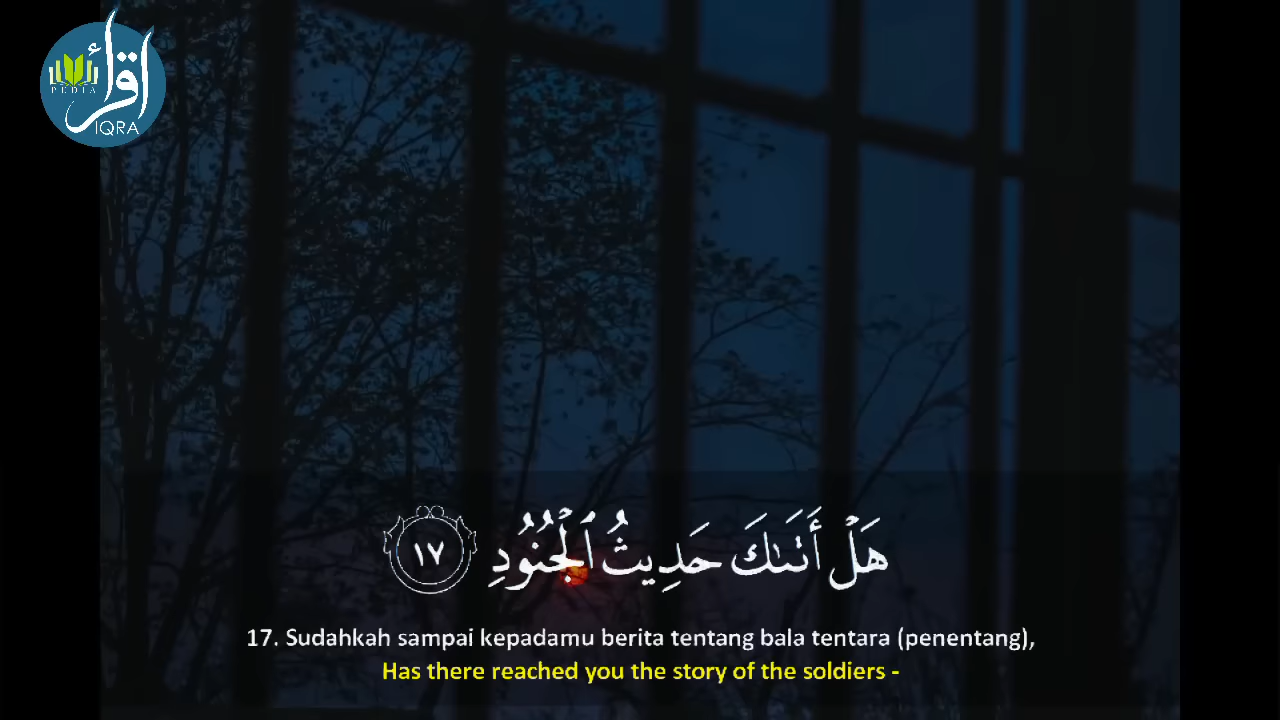 اقرأ
PEDIA
IQRA
هَلْ أَتَىٰكَ حَدِيثُ ٱلْجُنُودِ ١٧
17. Sudahkah sampai kepadamu berita tentang bala tentara (penentang),
Has there reached you the story of the soldiers -